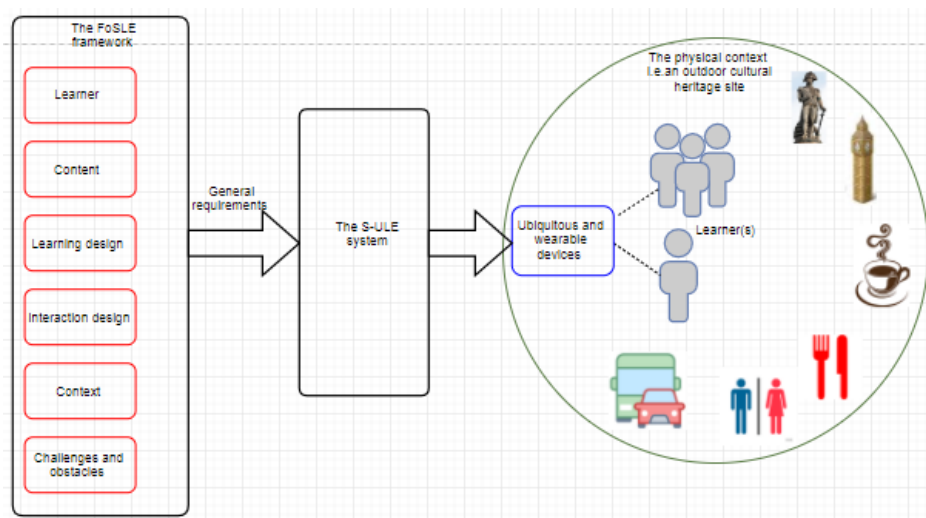 The FoSLE
framework
Learner
Content
Learning design
Interaction design
Context
Challenges and
obstacles
General
requirements
The S-ULE
system
The physical context
i.e.an outdoor cultural
heritage site
Ubiquitous and
wearable
devices
Learner(s)